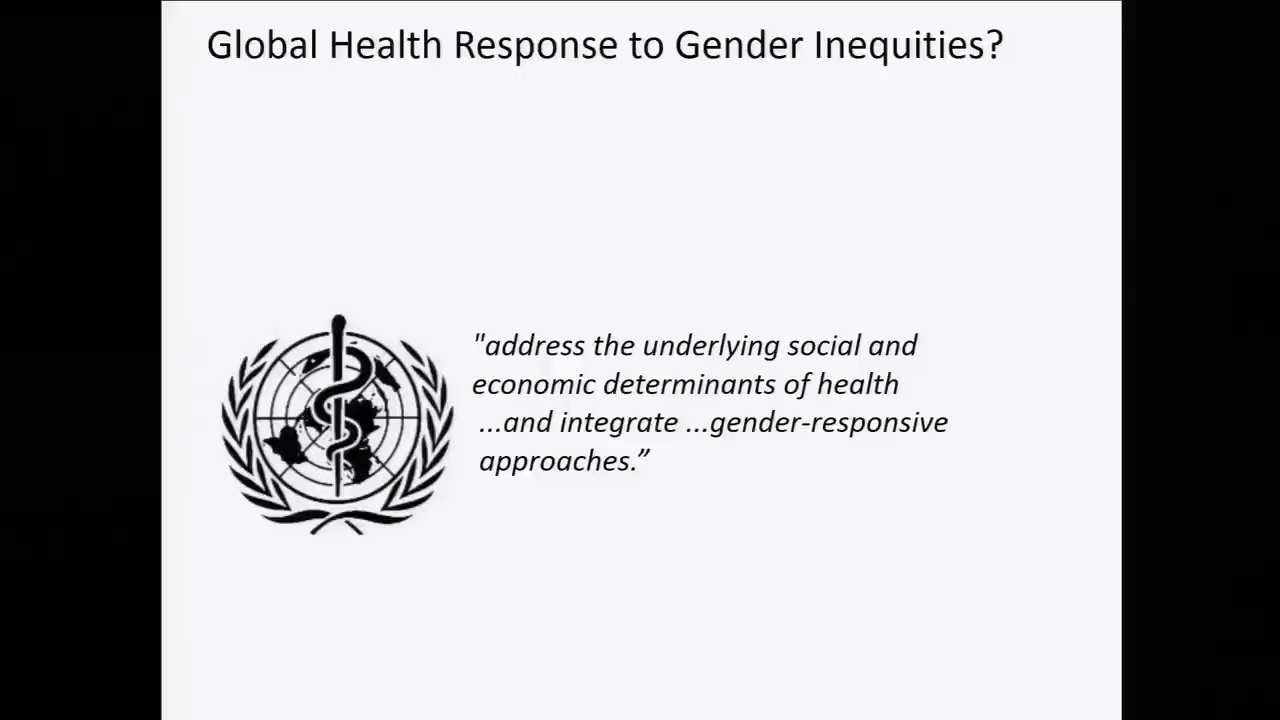 Global Health Response to Gender Inequities?
"address the underlying social and
economic determinants of health
...and integrate ...gender-responsive
approaches.”